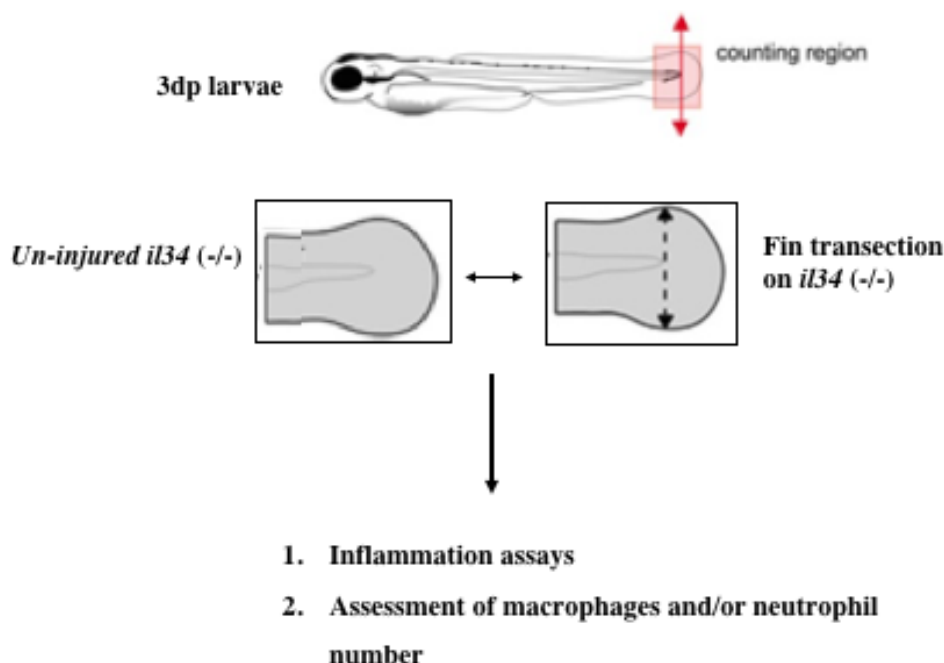 counting region
3dp larvae
Un-injured il34 (-/-)
Fin transection
on il34 (-/-)
1. Inflammation assays
2. Assessment of macrophages and/or neutrophil
number